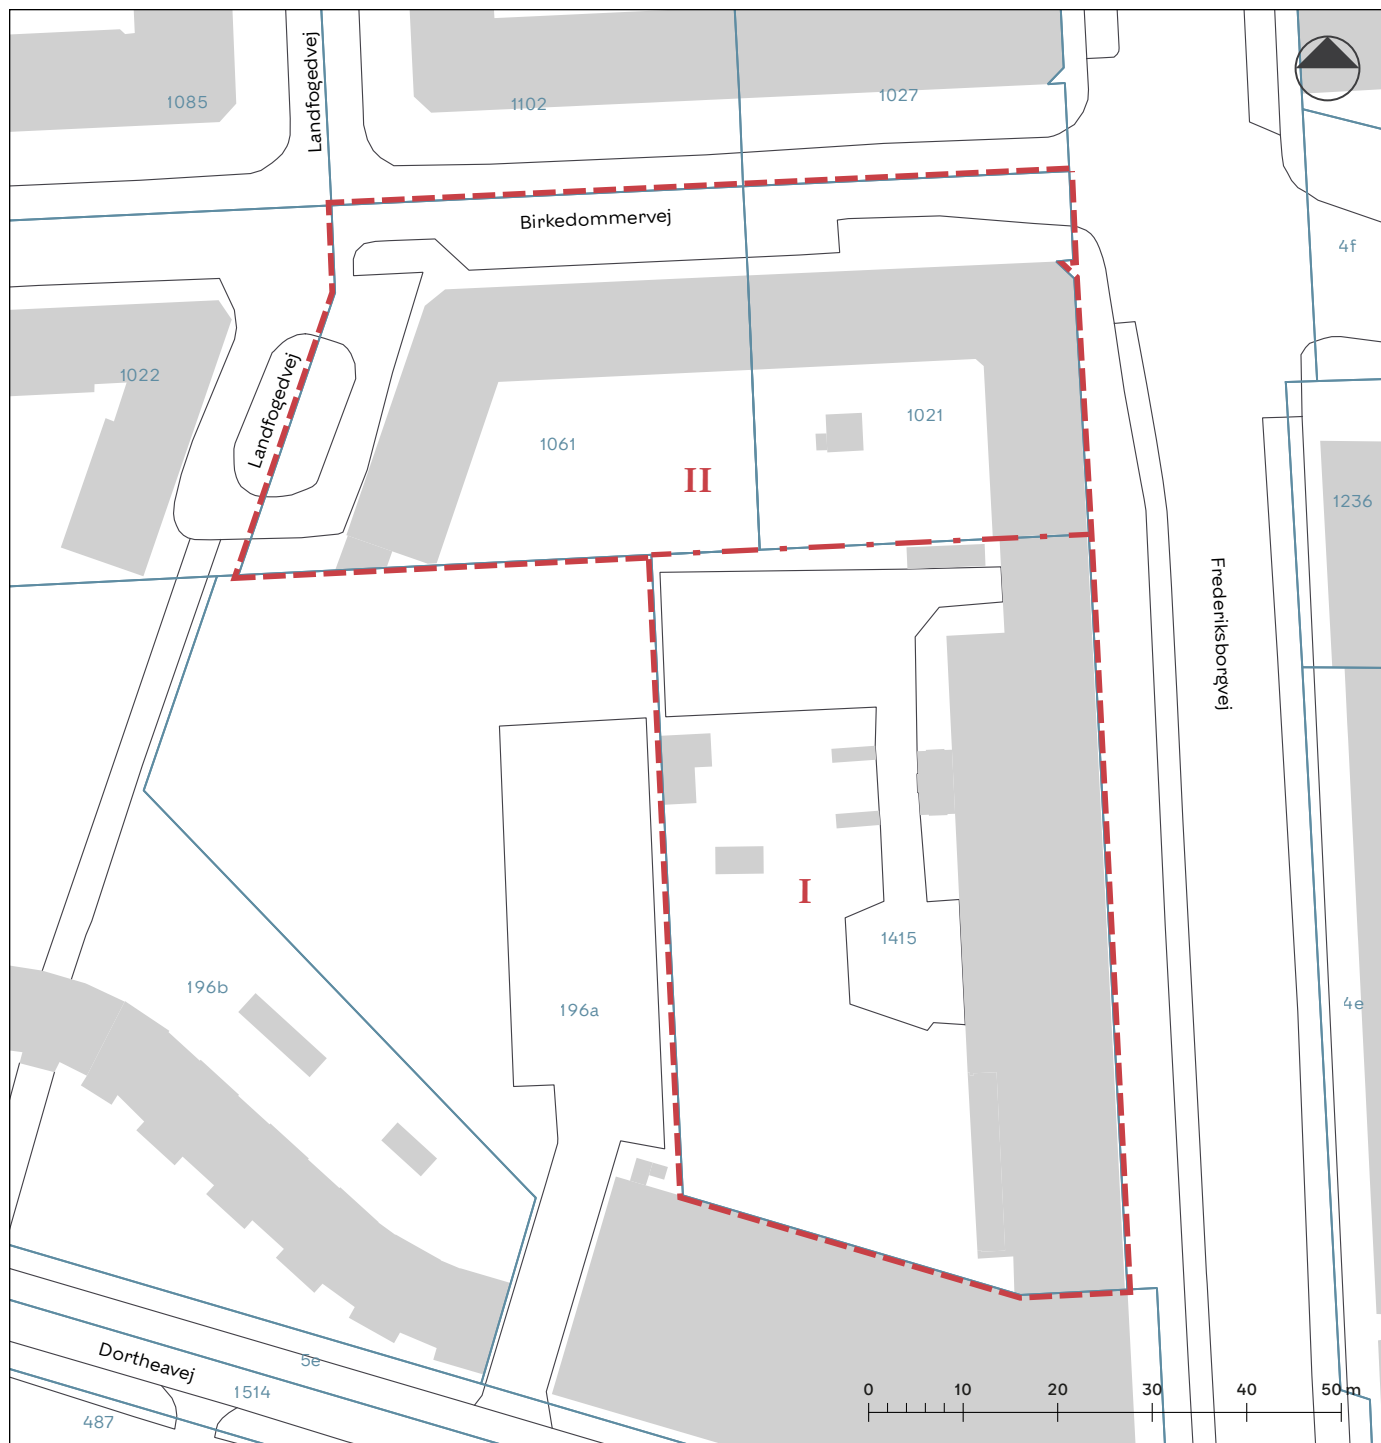 Landfogedvej
1085
1102
1027
Birkedommervej
4f
1022
Landfogedvej
1061
1021
II
1236
Frederiksborgvej
I
1415
196b
196a
4e
Dortheavej
5e
1514
487
0 10 20 30 40 50 m